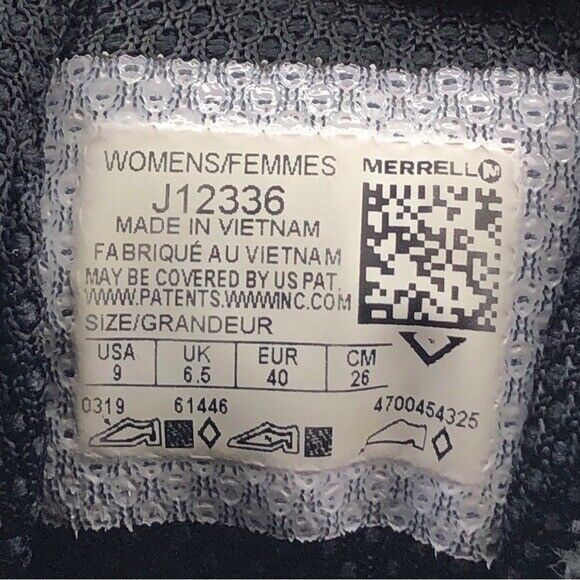 WOMENS/FEMMES
MERRELL
J12336
MADE IN VIETNAM
FABRIQUÉ AU VIETNAM
MAY BE COVERED BY US PAT.
WWW.PATENTS.WWWINC.COM
SIZE/GRANDEUR
USA UK EUR CM
9 6.5 40 26
0319 61446 4700454325